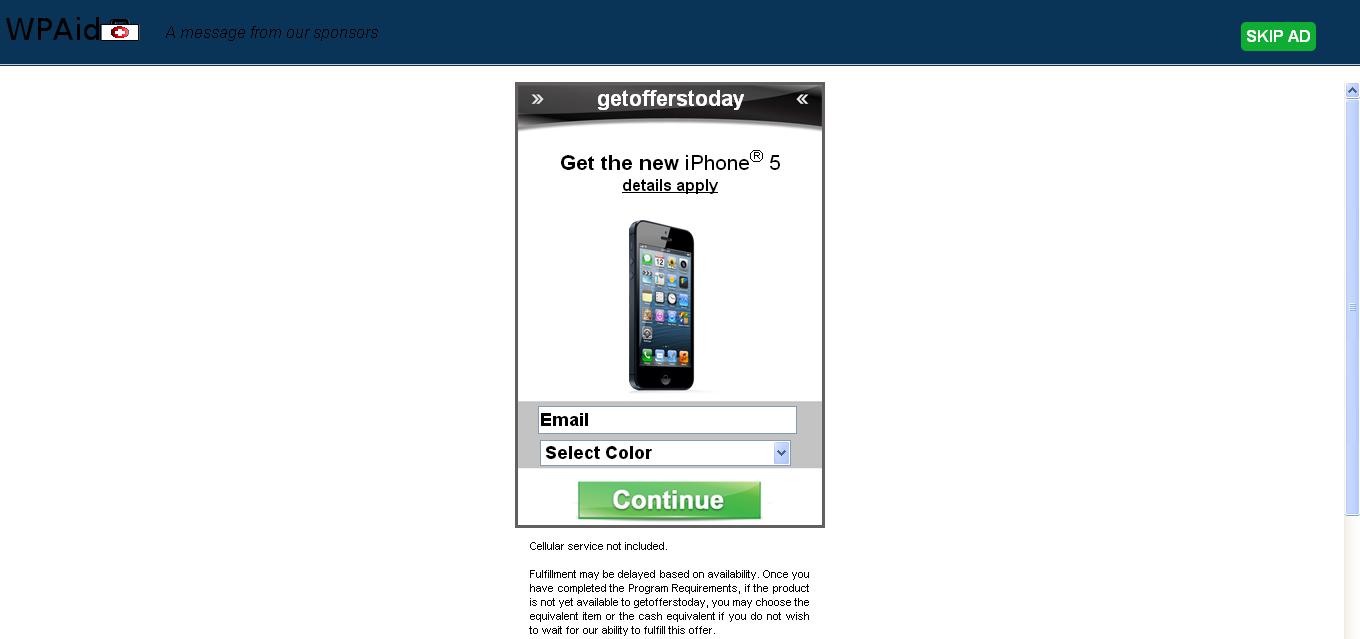 WPAid
A message from our sponsors
SKIP AD
» getofferstoday «
Get the new iPhone® 5
details apply
Email
Select Color
Continue
Cellular service not included.
Fulfillment may be delayed based on availability. Once you
have completed the Program Requirements, if the product
is not yet available to getofferstoday, you may choose the
equivalent item or the cash equivalent if you do not wish
to wait for our ability to fulfill this offer.